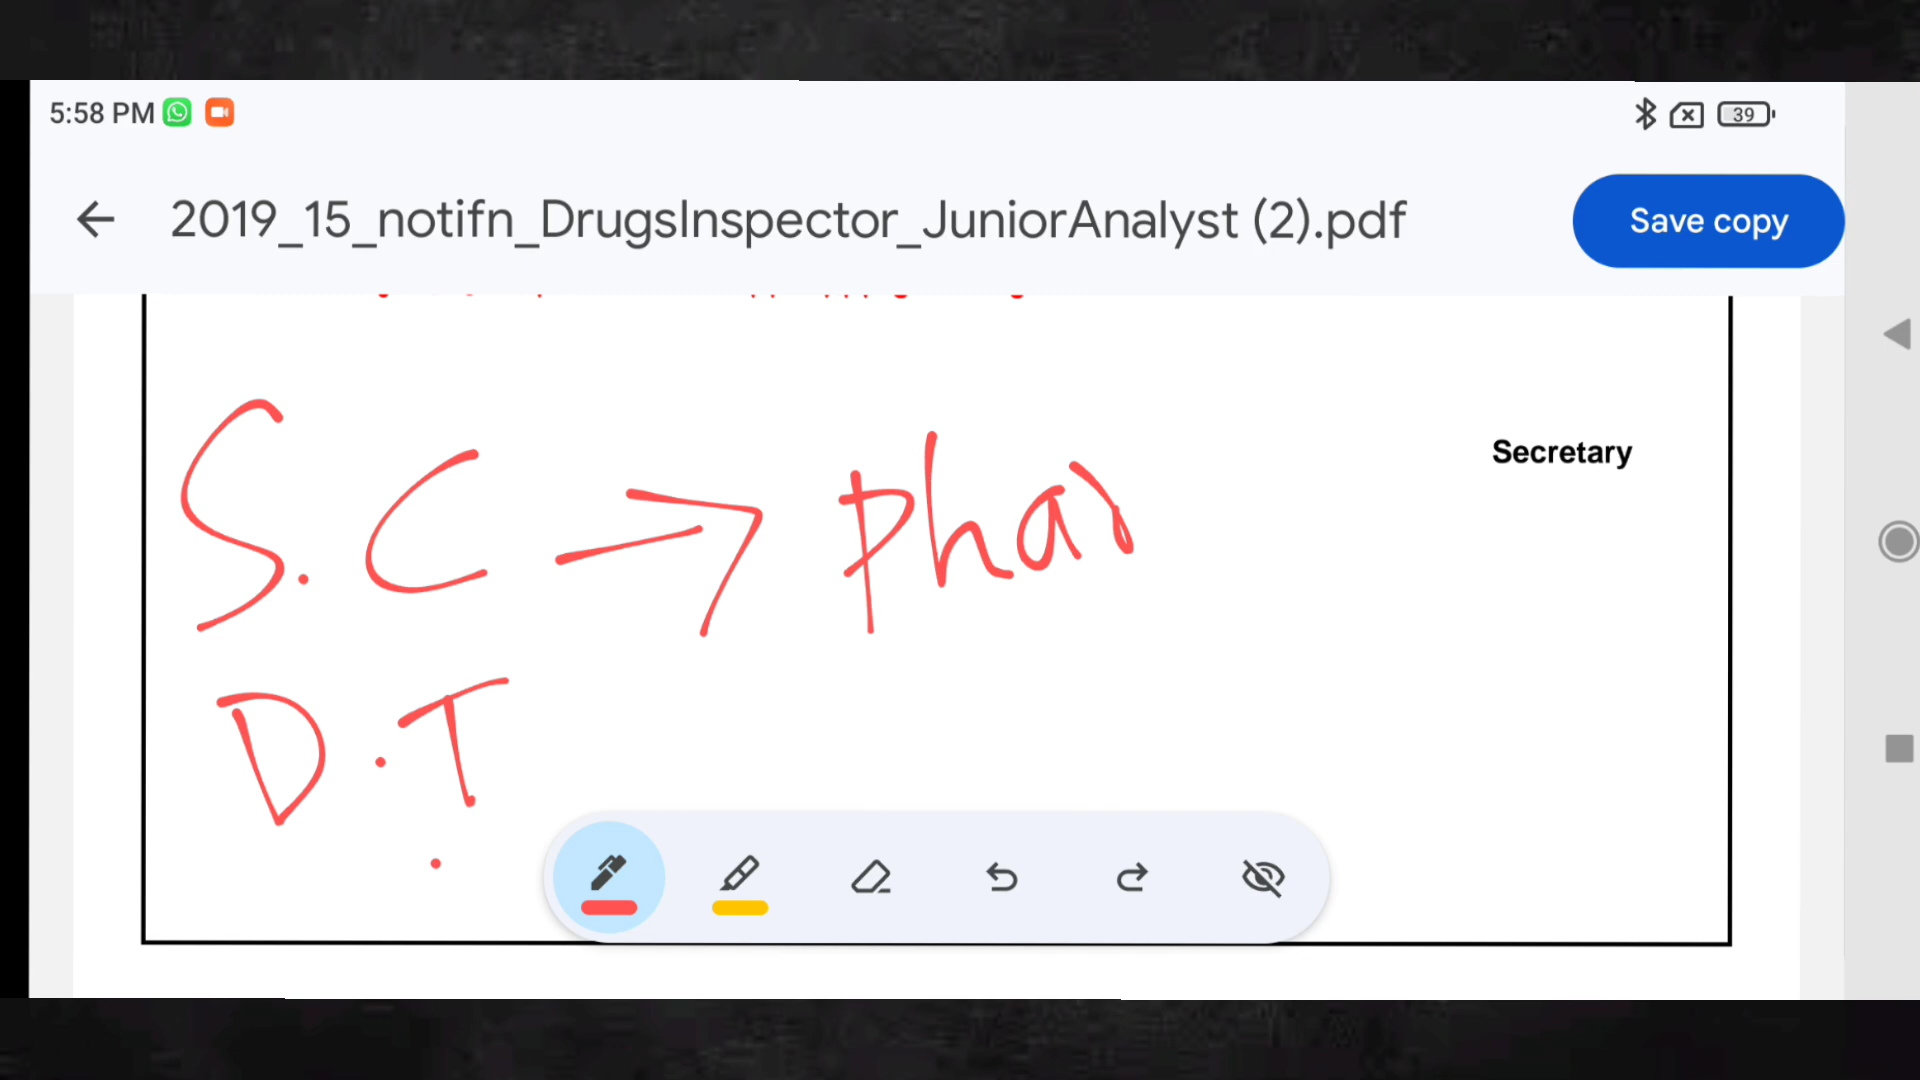 5:58 PM
39
2019_15_notifn_DrugsInspector_JuniorAnalyst (2).pdf
Save copy
Secretary
S.C → Phar
D.T